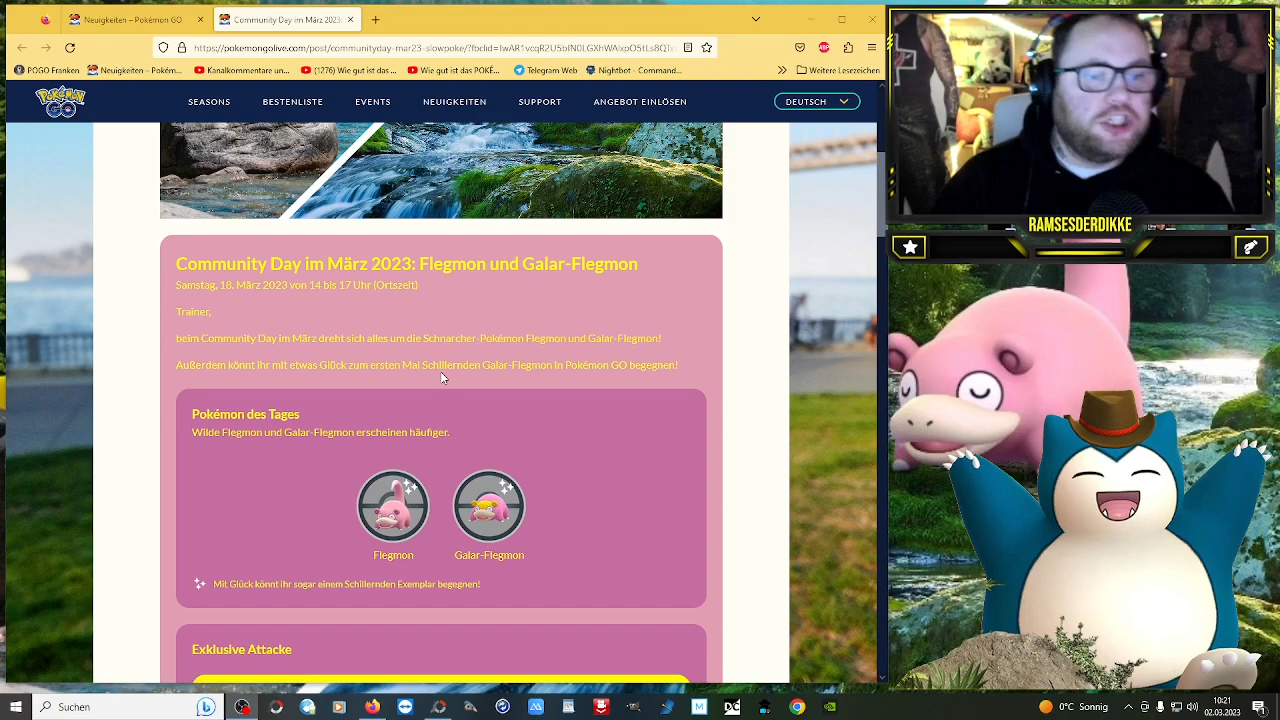 Neuigkeiten – Pokémon GO
Community Day im März 2023:
https://pokemongolive.com/post/communityday-mar23-slowpoke/?fbclid=
POGO Franken
Neuigkeiten – Pokém...
Kanalkommentare un...
(1276) Wie gut ist das...
Wie gut ist das POKÉ...
Telegram Web
Nightbot - Comman...
Weitere Lesezeichen
Pokémon GO
SEASONS
BESTENLISTE
EVENTS
NEUIGKEITEN
SUPPORT
ANGEBOT EINLÖSEN
DEUTSCH
RAMSESDERDIKKE
Community Day im März 2023: Flegmon und Galar-Flegmon
Samstag, 18. März 2023 von 14 bis 17 Uhr (Ortszeit)
Trainer,
beim Community Day im März dreht sich alles um die Schnarcher-Pokémon Flegmon und Galar-Flegmon!
Außerdem könnt ihr mit etwas Glück zum ersten Mal Schillernden Galar-Flegmon in Pokémon GO begegnen!
Pokémon des Tages
Wilde Flegmon und Galar-Flegmon erscheinen häufiger.
Flegmon
Galar-Flegmon
Mit Glück könnt ihr sogar einem Schillernden Exemplar begegnen!
Exklusive Attacke
Suchen
0°C Sonnig
10:21
02.03.2023